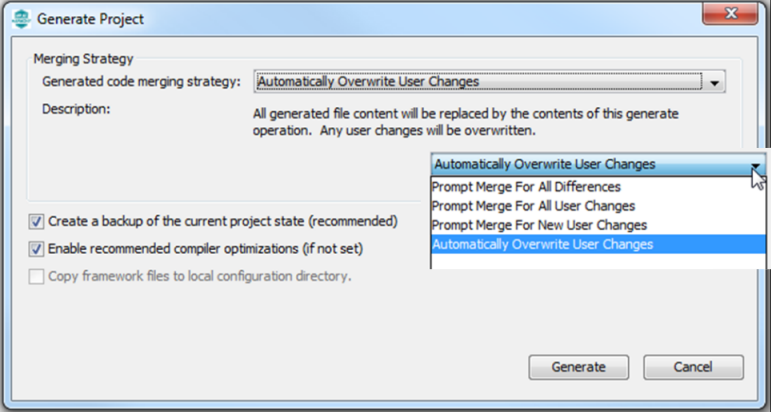 Generate Project
Merging Strategy
Generated code merging strategy: Automatically Overwrite User Changes
Description: All generated file content will be replaced by the contents of this generate
operation. Any user changes will be overwritten.
Automatically Overwrite User Changes
Prompt Merge For All Differences
Prompt Merge For All User Changes
Prompt Merge For New User Changes
Automatically Overwrite User Changes
Create a backup of the current project state (recommended)
Enable recommended compiler optimizations (if not set)
Copy framework files to local configuration directory.
Generate Cancel